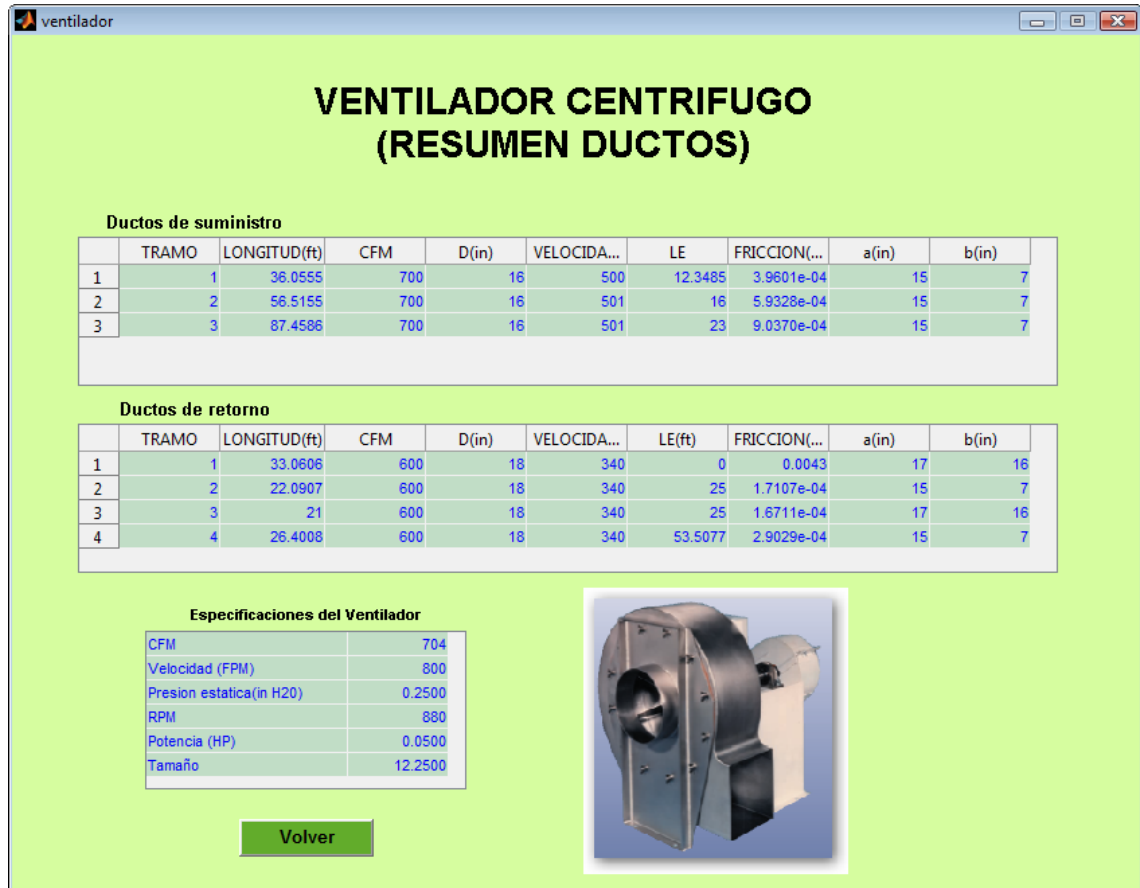 ventilador
VENTILADOR CENTRIFUGO
(RESUMEN DUCTOS)
Ductos de suministro
TRAMO LONGITUD(ft) CFM D(in) VELOCIDA... LE FRICCION(... a(in) b(in)
1 1 36.0555 700 16 500 12.3485 3.9601e-04 15 7
2 2 56.5155 700 16 501 16 5.9328e-04 15 7
3 3 87.4586 700 16 501 23 9.0370e-04 15 7
Ductos de retorno
TRAMO LONGITUD(ft) CFM D(in) VELOCIDA... LE(ft) FRICCION(... a(in) b(in)
1 1 33.0606 600 18 340 0 0.0043 17 16
2 2 22.0907 600 18 340 25 1.7107e-04 15 7
3 3 21 600 18 340 25 1.6711e-04 17 16
4 4 26.4008 600 18 340 53.5077 2.9029e-04 15 7
Especificaciones del Ventilador
CFM 704
Velocidad (FPM) 800
Presion estatica(in H20) 0.2500
RPM 880
Potencia (HP) 0.0500
Tamaño 12.2500
Volver